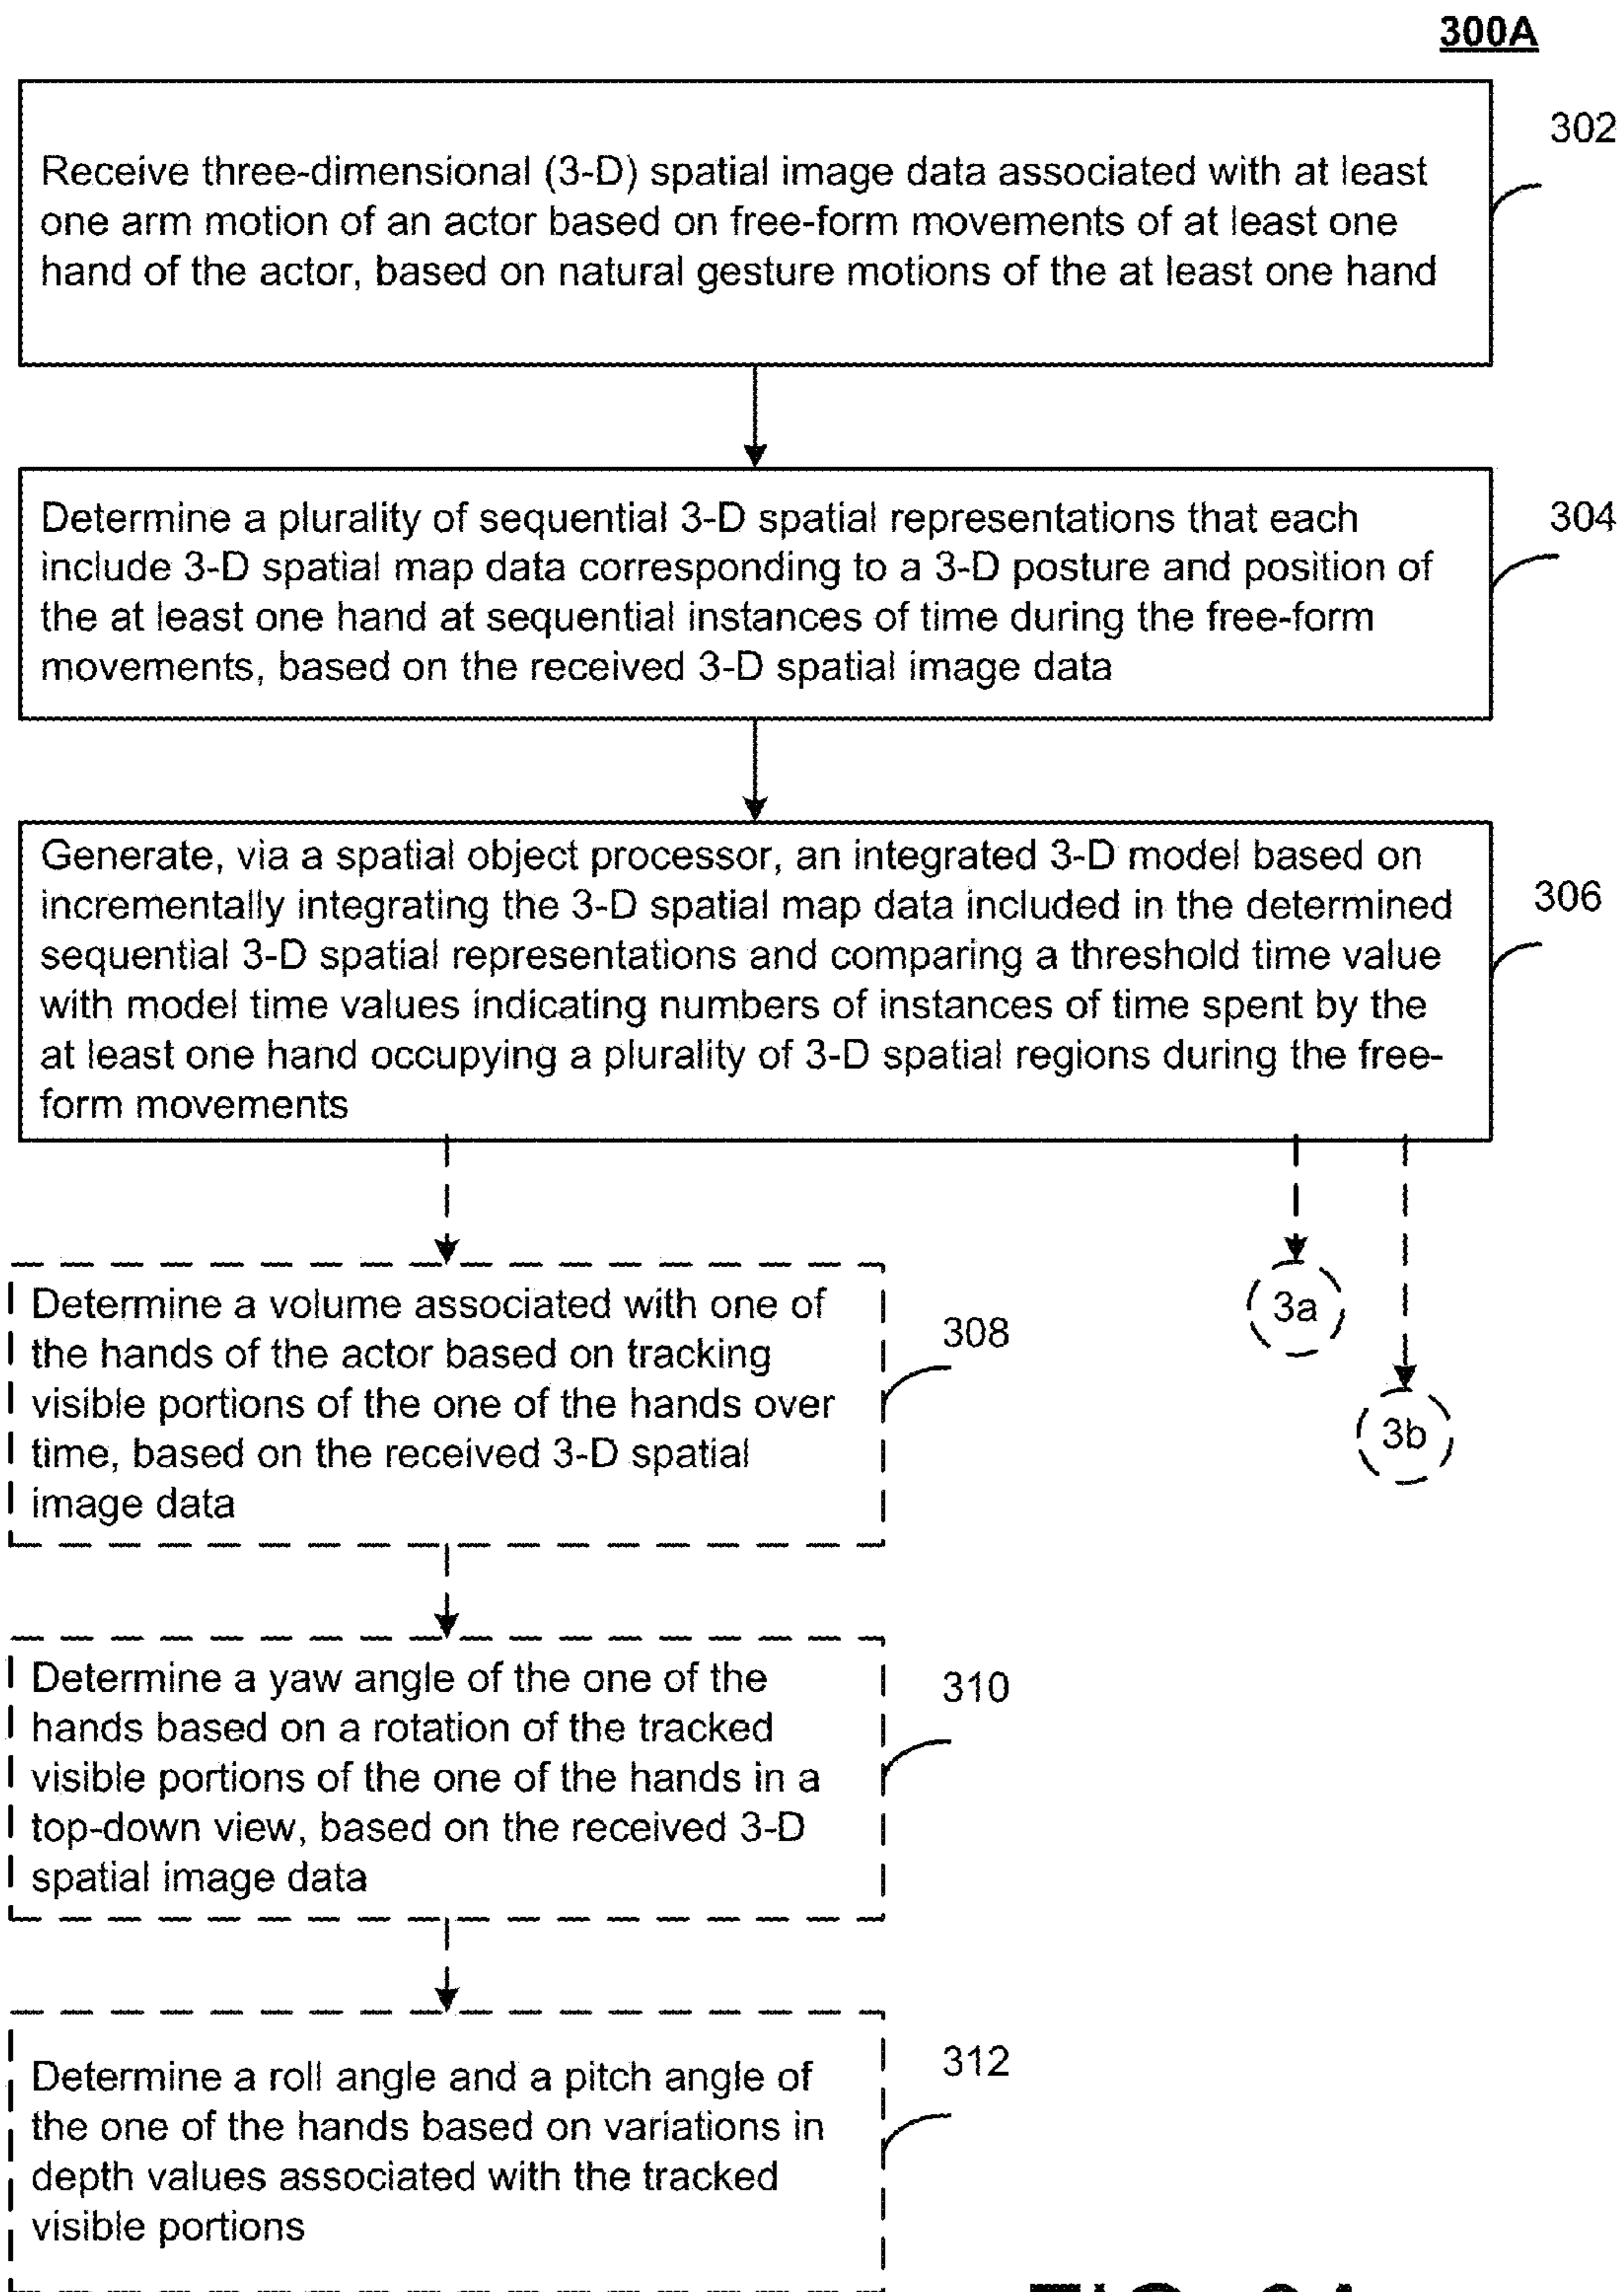 300A
Receive three-dimensional (3-D) spatial image data associated with at least
one arm motion of an actor based on free-form movements of at least one
hand of the actor, based on natural gesture motions of the at least one hand
302
Determine a plurality of sequential 3-D spatial representations that each
include 3-D spatial map data corresponding to a 3-D posture and position of
the at least one hand at sequential instances of time during the free-form
movements, based on the received 3-D spatial image data
304
Generate, via a spatial object processor, an integrated 3-D model based on
incrementally integrating the 3-D spatial map data included in the determined
sequential 3-D spatial representations and comparing a threshold time value
with model time values indicating numbers of instances of time spent by the
at least one hand occupying a plurality of 3-D spatial regions during the free-
form movements
306
Determine a volume associated with one of
the hands of the actor based on tracking
visible portions of the one of the hands over
time, based on the received 3-D spatial
image data
308
3a
3b
Determine a yaw angle of the one of the
hands based on a rotation of the tracked
visible portions of the one of the hands in a
top-down view, based on the received 3-D
spatial image data
310
Determine a roll angle and a pitch angle of
the one of the hands based on variations in
depth values associated with the tracked
visible portions
312